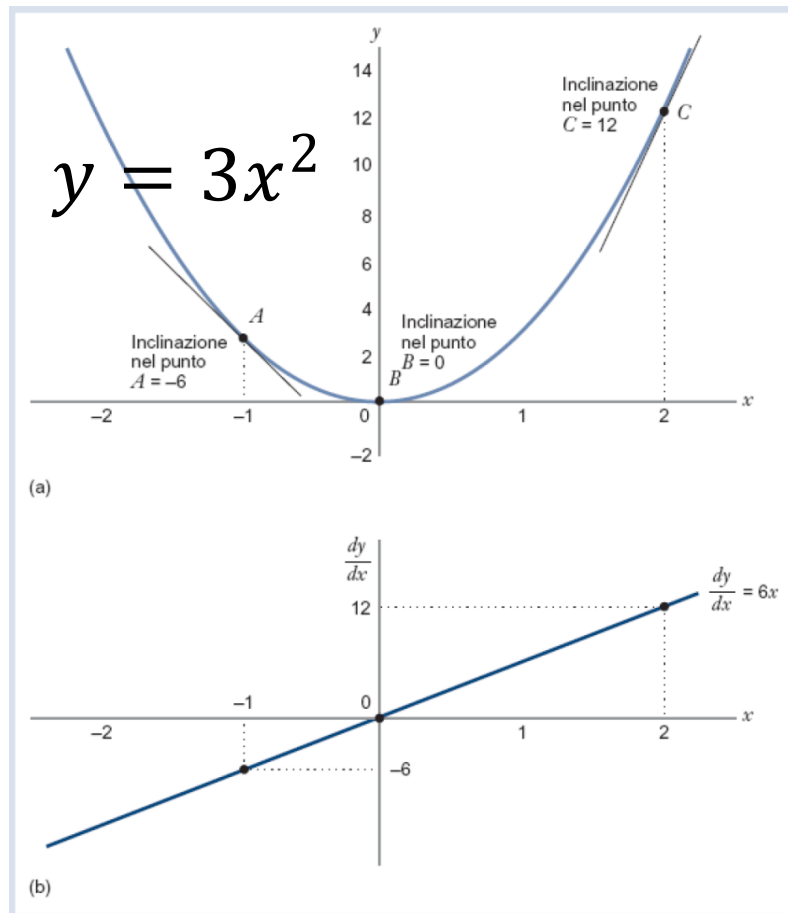 y
14
12
10
8
6
4
2
0
–2
–2
–1
1
2
x
y = 3x²
Inclinazione
nel punto
C = 12
C
A
Inclinazione
nel punto
A = –6
Inclinazione
nel punto
B = 0
B
(a)
dy
dx
12
dy
dx
= 6x
–1
0
x
–2
1
2
–6
(b)